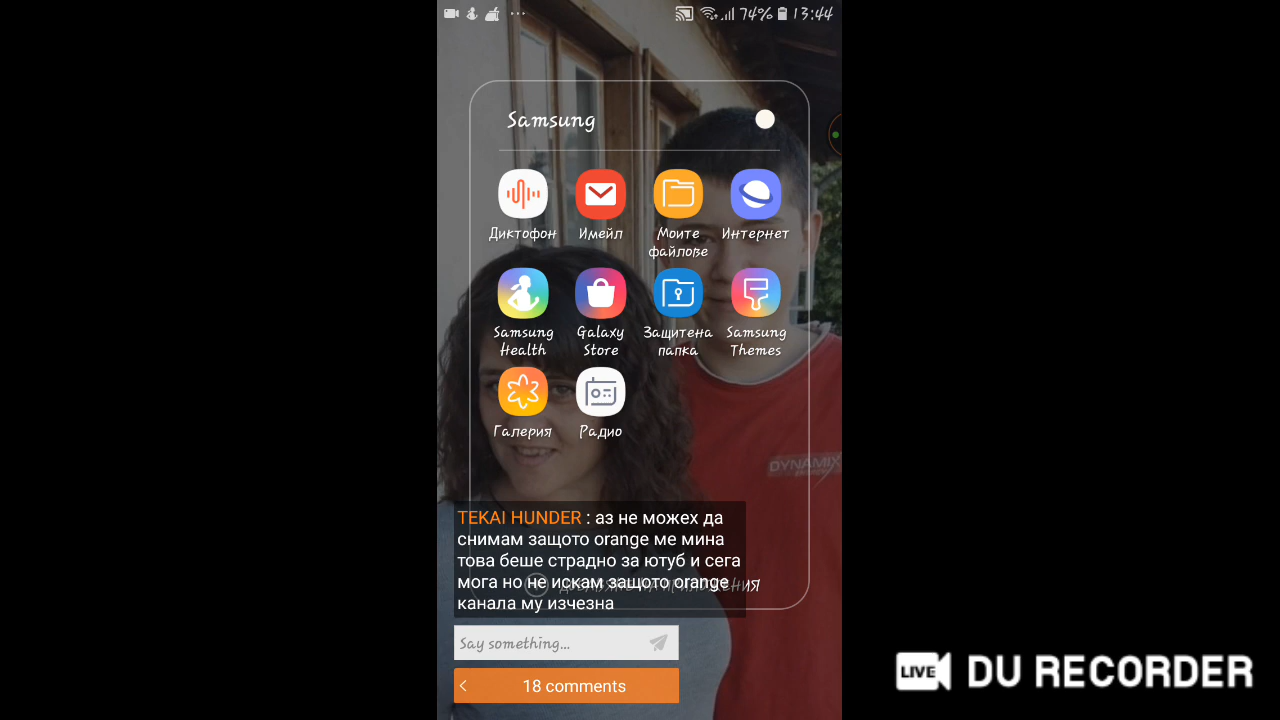 74% 13:44
Samsung
Диктофон
Имейл
Моите
файлове
Интернет
Samsung
Health
Galaxy
Store
Защитена
папка
Samsung
Themes
Галерия
Радио
DYNAMIX
TEKAI HUNDER : аз не можех да
снимам защото orange ме мина
това беше страдно за ютуб и сега
мога но не искам защото orange
канала му изчезна
Say something...
18 comments
LIVE DU RECORDER